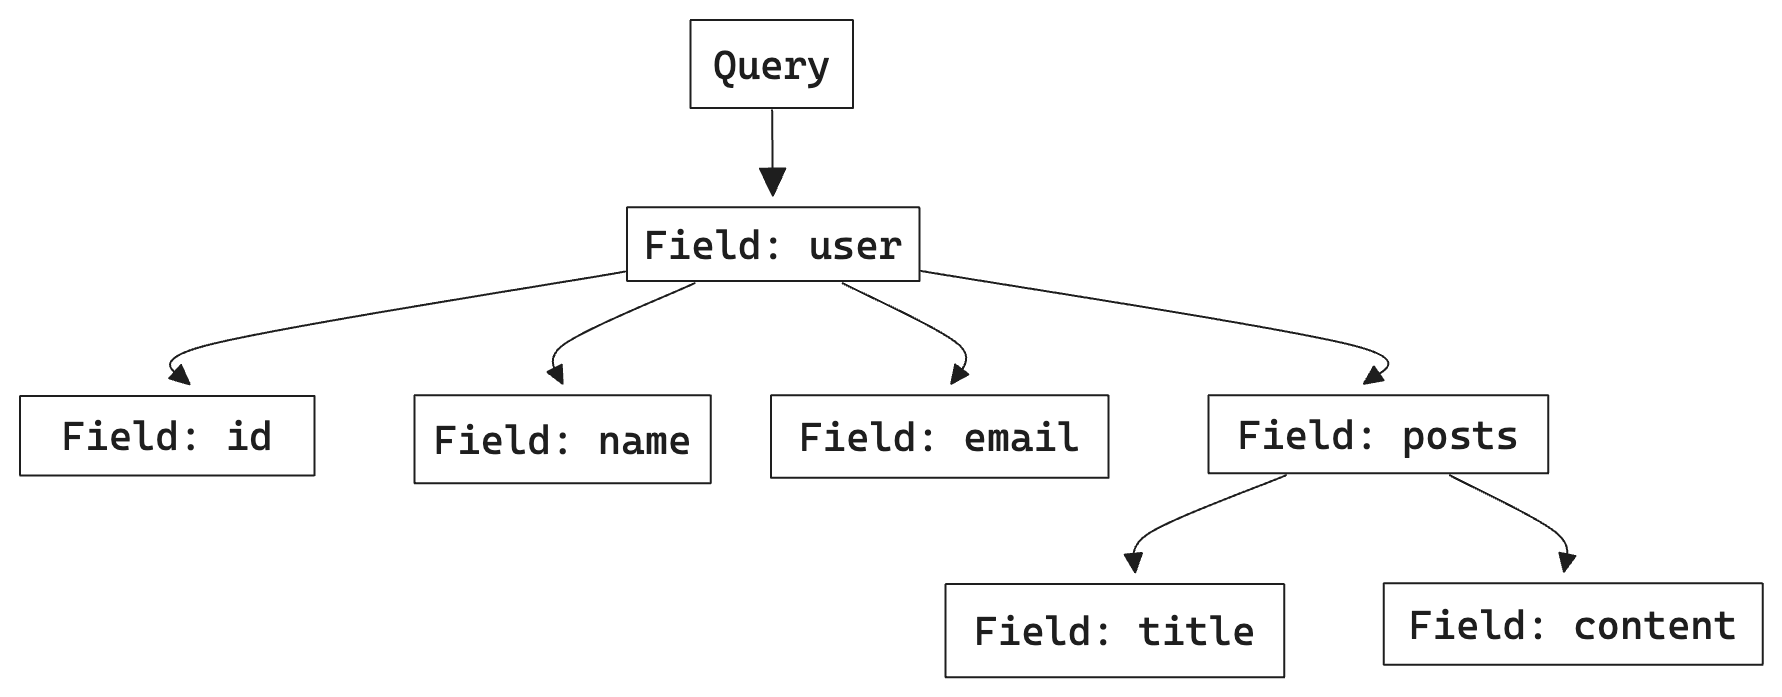 Query
Field: user
Field: id
Field: name
Field: email
Field: posts
Field: title
Field: content